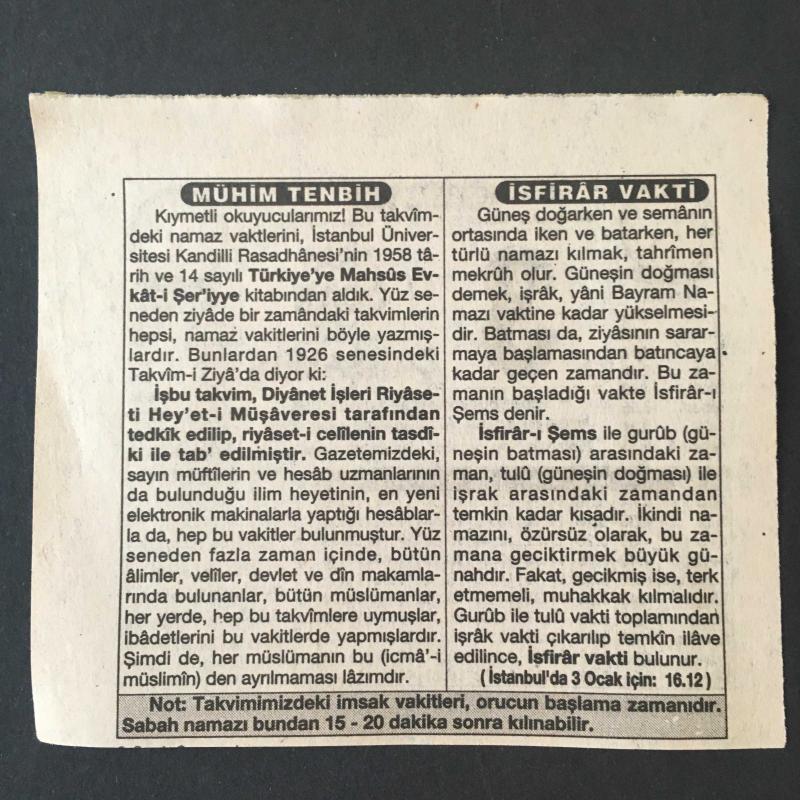 MÜHİM TENBİH
Kıymetli okuyucularımız! Bu takvîm-
deki namaz vaktlerini, İstanbul Üniver-
sitesi Kandilli Rasadhânesi'nin 1958 tâ-
rih ve 14 sayılı Türkiye'ye Mahsûs Ev-
kât-i Şer'iyye kitabından aldık. Yüz se-
neden ziyâde bir zamândaki takvimlerin
hepsi, namaz vakitlerini böyle yazmış-
lardır. Bunlardan 1926 senesindeki
Takvîm-i Ziyâ'da diyor ki:
İşbu takvim, Diyânet İşleri Riyâse-
ti Hey'et-i Müşâveresi tarafından
tedkîk edilip, riyâset-i celîlenin tasdî-
ki ile tab' edilmiştir. Gazetemizdeki,
sayın müftîlerin ve hesâb uzmanlarının
da bulunduğu ilim heyetinin, en yeni
elektronik makinalarla yaptığı hesâblar-
la da, hep bu vakitler bulunmuştur. Yüz
seneden fazla zaman içinde, bütün
âlimler, velîler, devlet ve dîn makamla-
rında bulunanlar, bütün müslümanlar,
her yerde, hep bu takvîmlere uymuşlar,
ibâdetlerini bu vakitlerde yapmışlardır.
Şimdi de, her müslümanın bu (icmâ'-i
müslimîn) den ayrılmaması lâzımdır.
İSFİRÂR VAKTİ
Güneş doğarken ve semânın
ortasında iken ve batarken, her
türlü namazı kılmak, tahrîmen
mekrûh olur. Güneşin doğması
demek, işrâk, yâni Bayram Na-
mazı vaktine kadar yükselmesi-
dir. Batması da, ziyâsının sarar-
maya başlamasından batıncaya
kadar geçen zamandır. Bu za-
manın başladığı vakte İsfirâr-ı
Şems denir.
İsfirâr-ı Şems ile gurûb (gü-
neşin batması) arasındaki za-
man, tulû (güneşin doğması) ile
işrak arasındaki zamandan
temkin kadar kısadır. İkindi na-
mazını, özürsüz olarak, bu za-
mana geciktirmek büyük gü-
nahdır. Fakat, gecikmiş ise, terk
etmemeli, muhakkak kılmalıdır.
Gurûb ile tulû vakti toplamından
işrâk vakti çıkarılıp temkîn ilâve
edilince, İsfirâr vakti bulunur.
(İstanbul'da 3 Ocak için: 16.12)
Not: Takvimimizdeki imsak vakitleri, orucun başlama zamanıdır.
Sabah namazı bundan 15 - 20 dakika sonra kılınabilir.